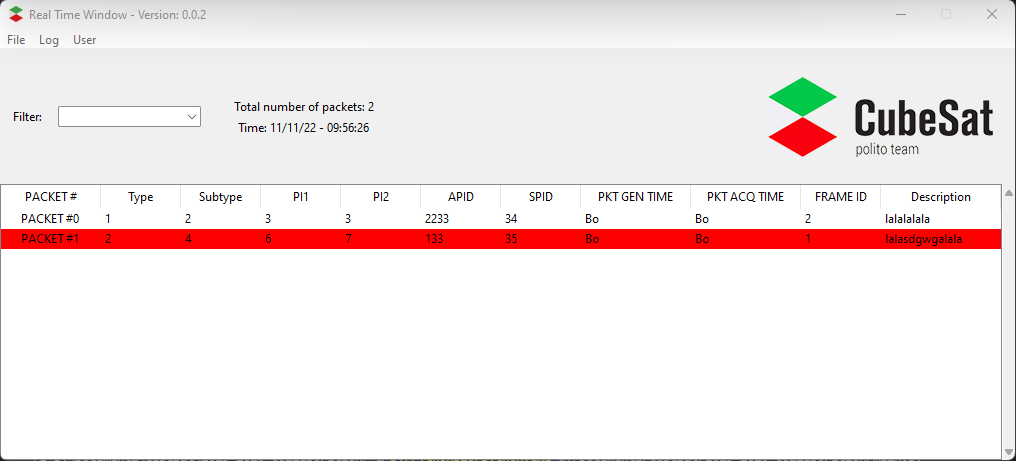 Real Time Window - Version: 0.0.2
File Log User
Filter:
Total number of packets: 2
Time: 11/11/22 - 09:56:26
CubeSat
polito team
PACKET # Type Subtype PI1 PI2 APID SPID PKT GEN TIME PKT ACQ TIME FRAME ID Description
PACKET #0 1 2 3 3 2233 34 Bo Bo 2 lalalalala
PACKET #1 2 4 6 7 133 35 Bo Bo 1 lalasdgwgalala